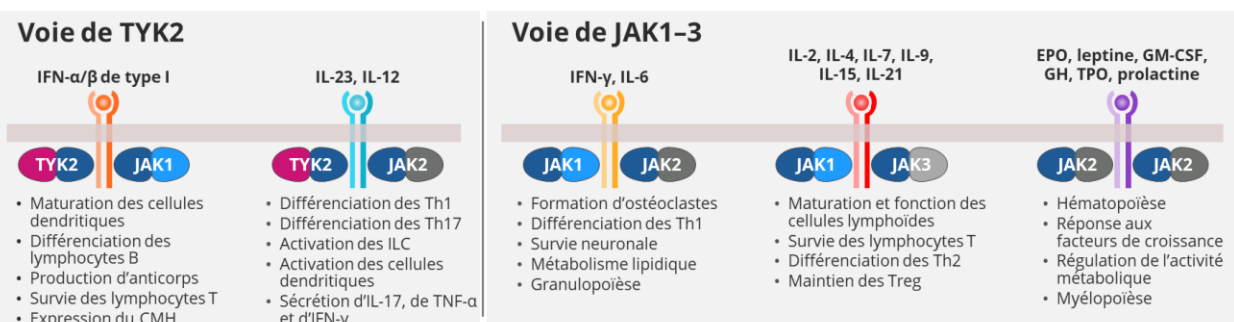 Voie de TYK2
IFN-α/β de type I
TYK2
JAK1
• Maturation des cellules
dendritiques
• Différenciation des
lymphocytes B
• Production d’anticorps
• Survie des lymphocytes T
• Expression du CMH
IL-23, IL-12
TYK2
JAK2
• Différenciation des Th1
• Différenciation des Th17
• Activation des ILC
• Activation des cellules
dendritiques
• Sécrétion d’IL-17, de TNF-α
et d’IFN-γ
Voie de JAK1–3
IFN-γ, IL-6
JAK1
JAK2
• Formation d’ostéoclastes
• Différenciation des Th1
• Survie neuronale
• Métabolisme lipidique
• Granulopoïèse
IL-2, IL-4, IL-7, IL-9,
IL-15, IL-21
JAK1
JAK3
• Maturation et fonction des
cellules lymphoïdes
• Survie des lymphocytes T
• Différenciation des Th2
• Maintien des Treg
EPO, leptine, GM-CSF,
GH, TPO, prolactine
JAK2
JAK2
• Hématopoïèse
• Réponse aux
facteurs de croissance
• Régulation de l’activité
métabolique
• Myélopoïèse